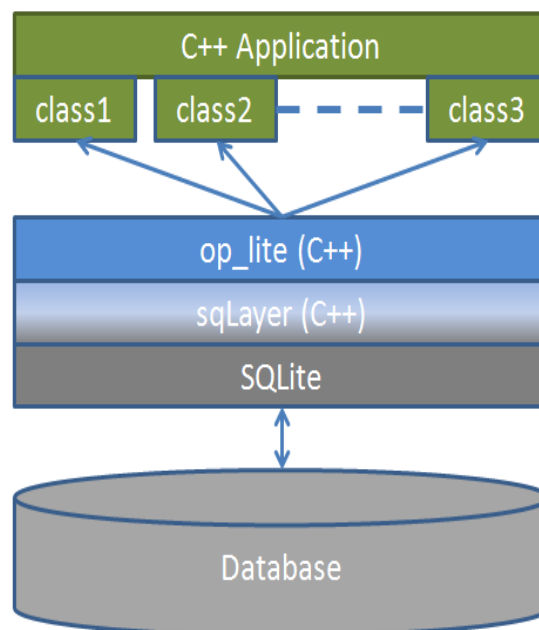 C++ Application
class1
class2
class3
op_lite (C++)
sqLayer (C++)
SQLite
Database